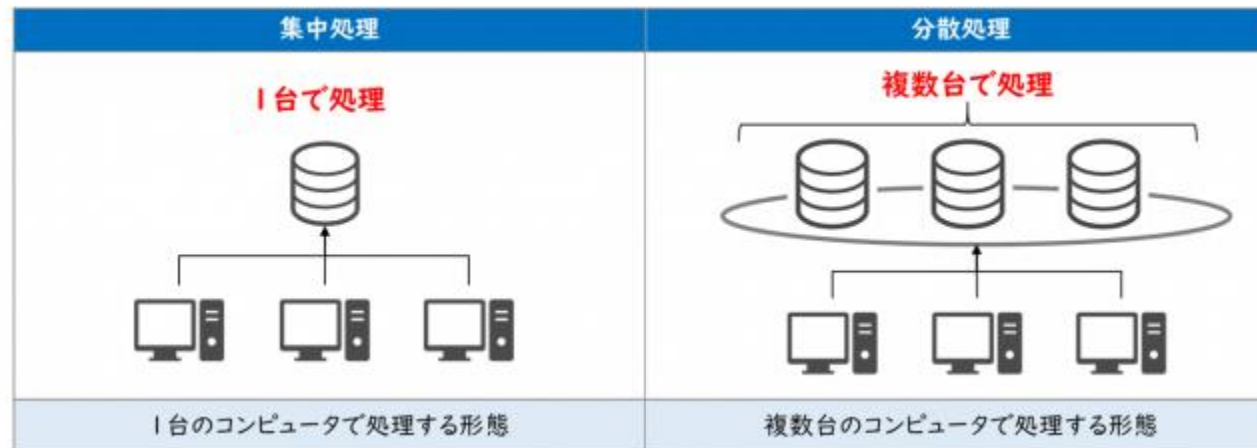 集中処理
分散処理
1台で処理
複数台で処理
1台のコンピュータで処理する形態
複数台のコンピュータで処理する形態